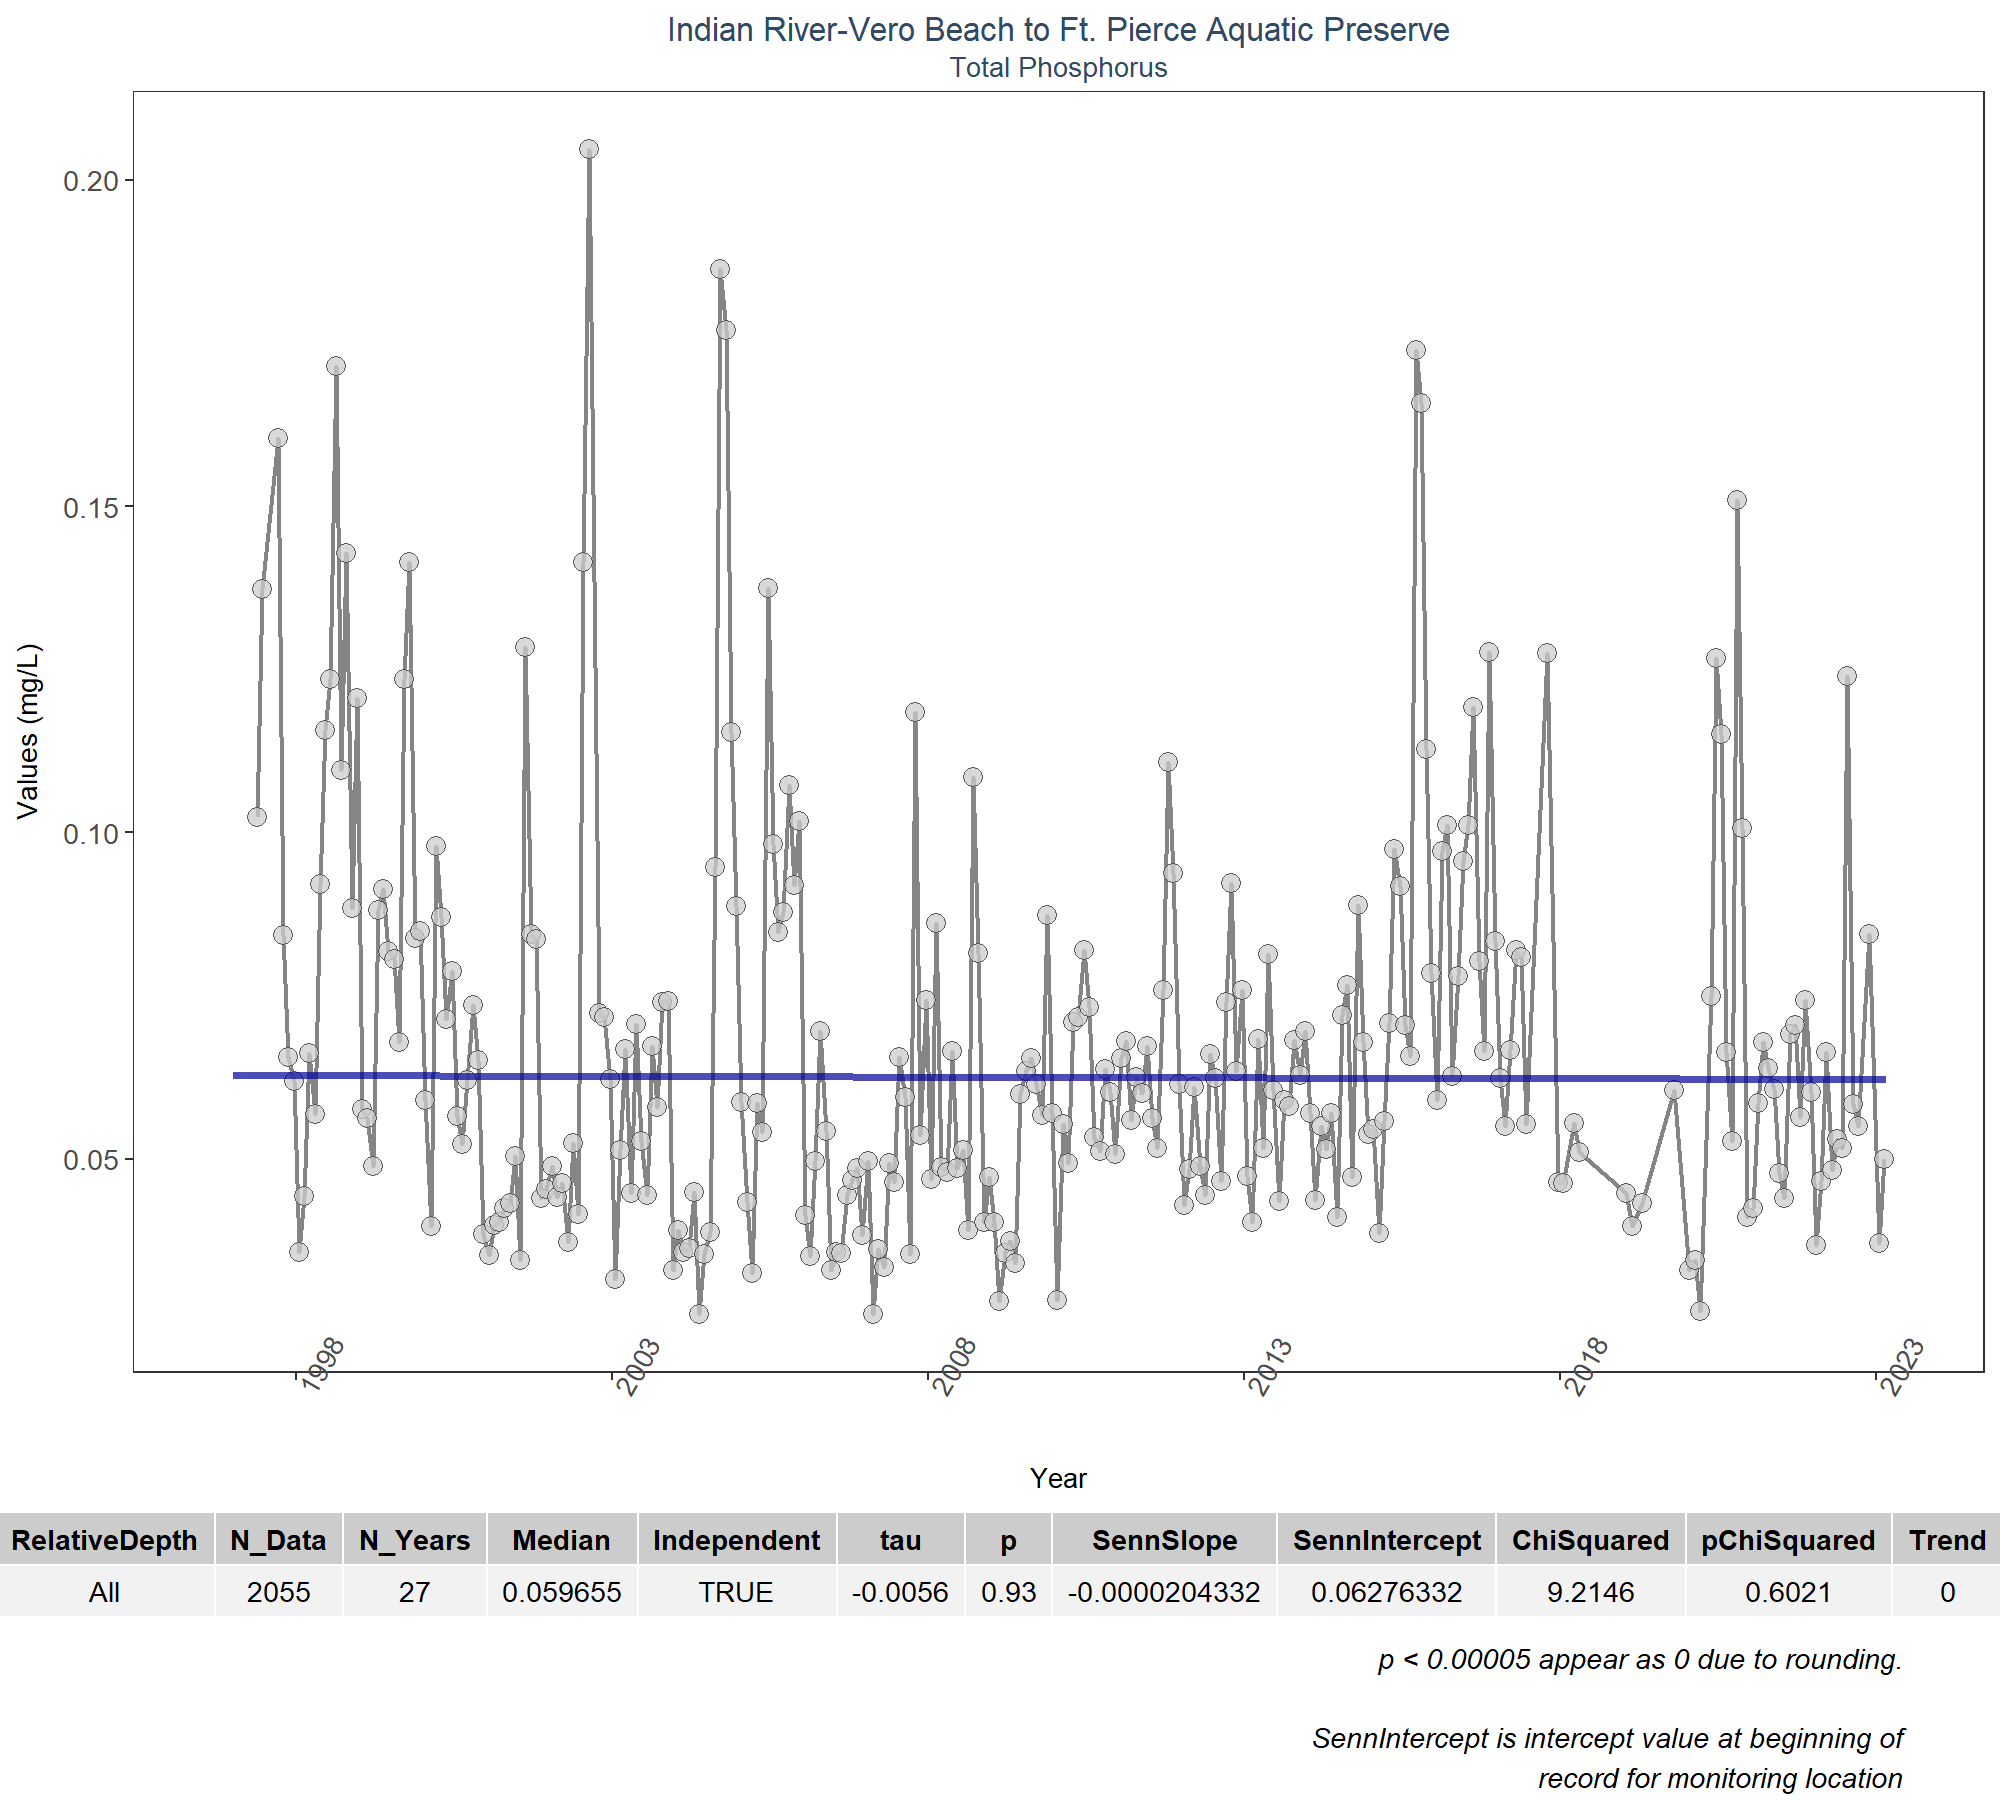 Indian River-Vero Beach to Ft. Pierce Aquatic Preserve
Total Phosphorus
0.20
0.15
0.10
0.05
Values (mg/L)
1998 2003 2008 2013 2018 2023
Year
RelativeDepth N_Data N_Years Median Independent tau p SennSlope SennIntercept ChiSquared pChiSquared Trend
All 2055 27 0.059655 TRUE -0.0056 0.93 -0.0000204332 0.06276332 9.2146 0.6021 0
p < 0.00005 appear as 0 due to rounding.
SennIntercept is intercept value at beginning of
record for monitoring location